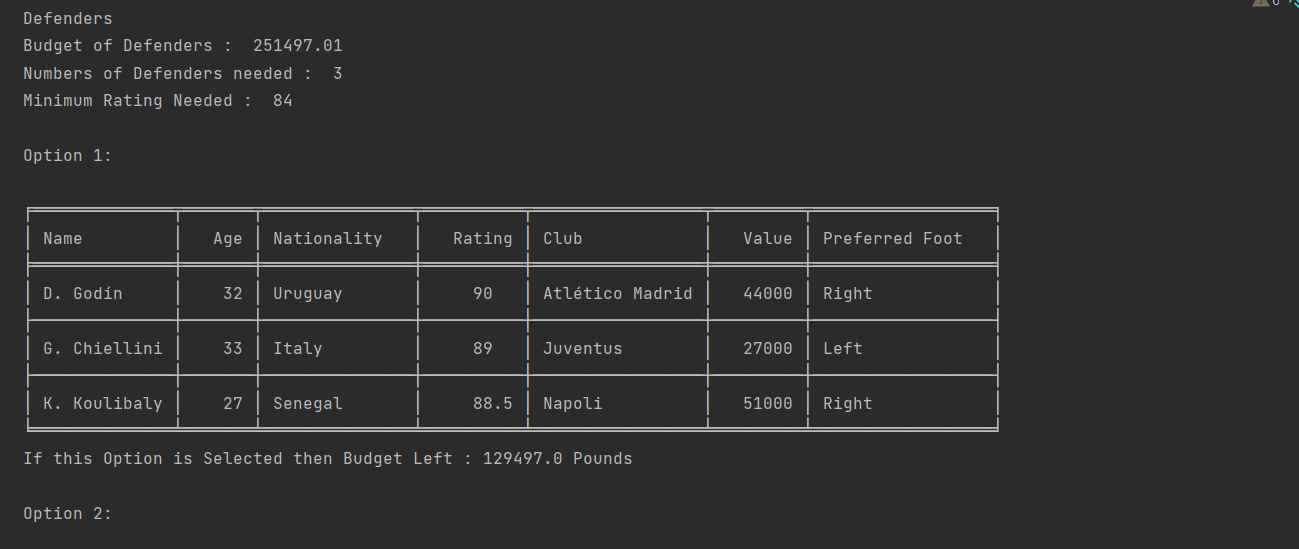 Defenders
Budget of Defenders :  251497.01
Numbers of Defenders needed :  3
Minimum Rating Needed :  84
Option 1:
Name Age Nationality Rating Club Value Preferred Foot
D. Godín 32 Uruguay 90 Atlético Madrid 44000 Right
G. Chiellini 33 Italy 89 Juventus 27000 Left
K. Koulibaly 27 Senegal 88.5 Napoli 51000 Right
If this Option is Selected then Budget Left : 129497.0 Pounds
Option 2: